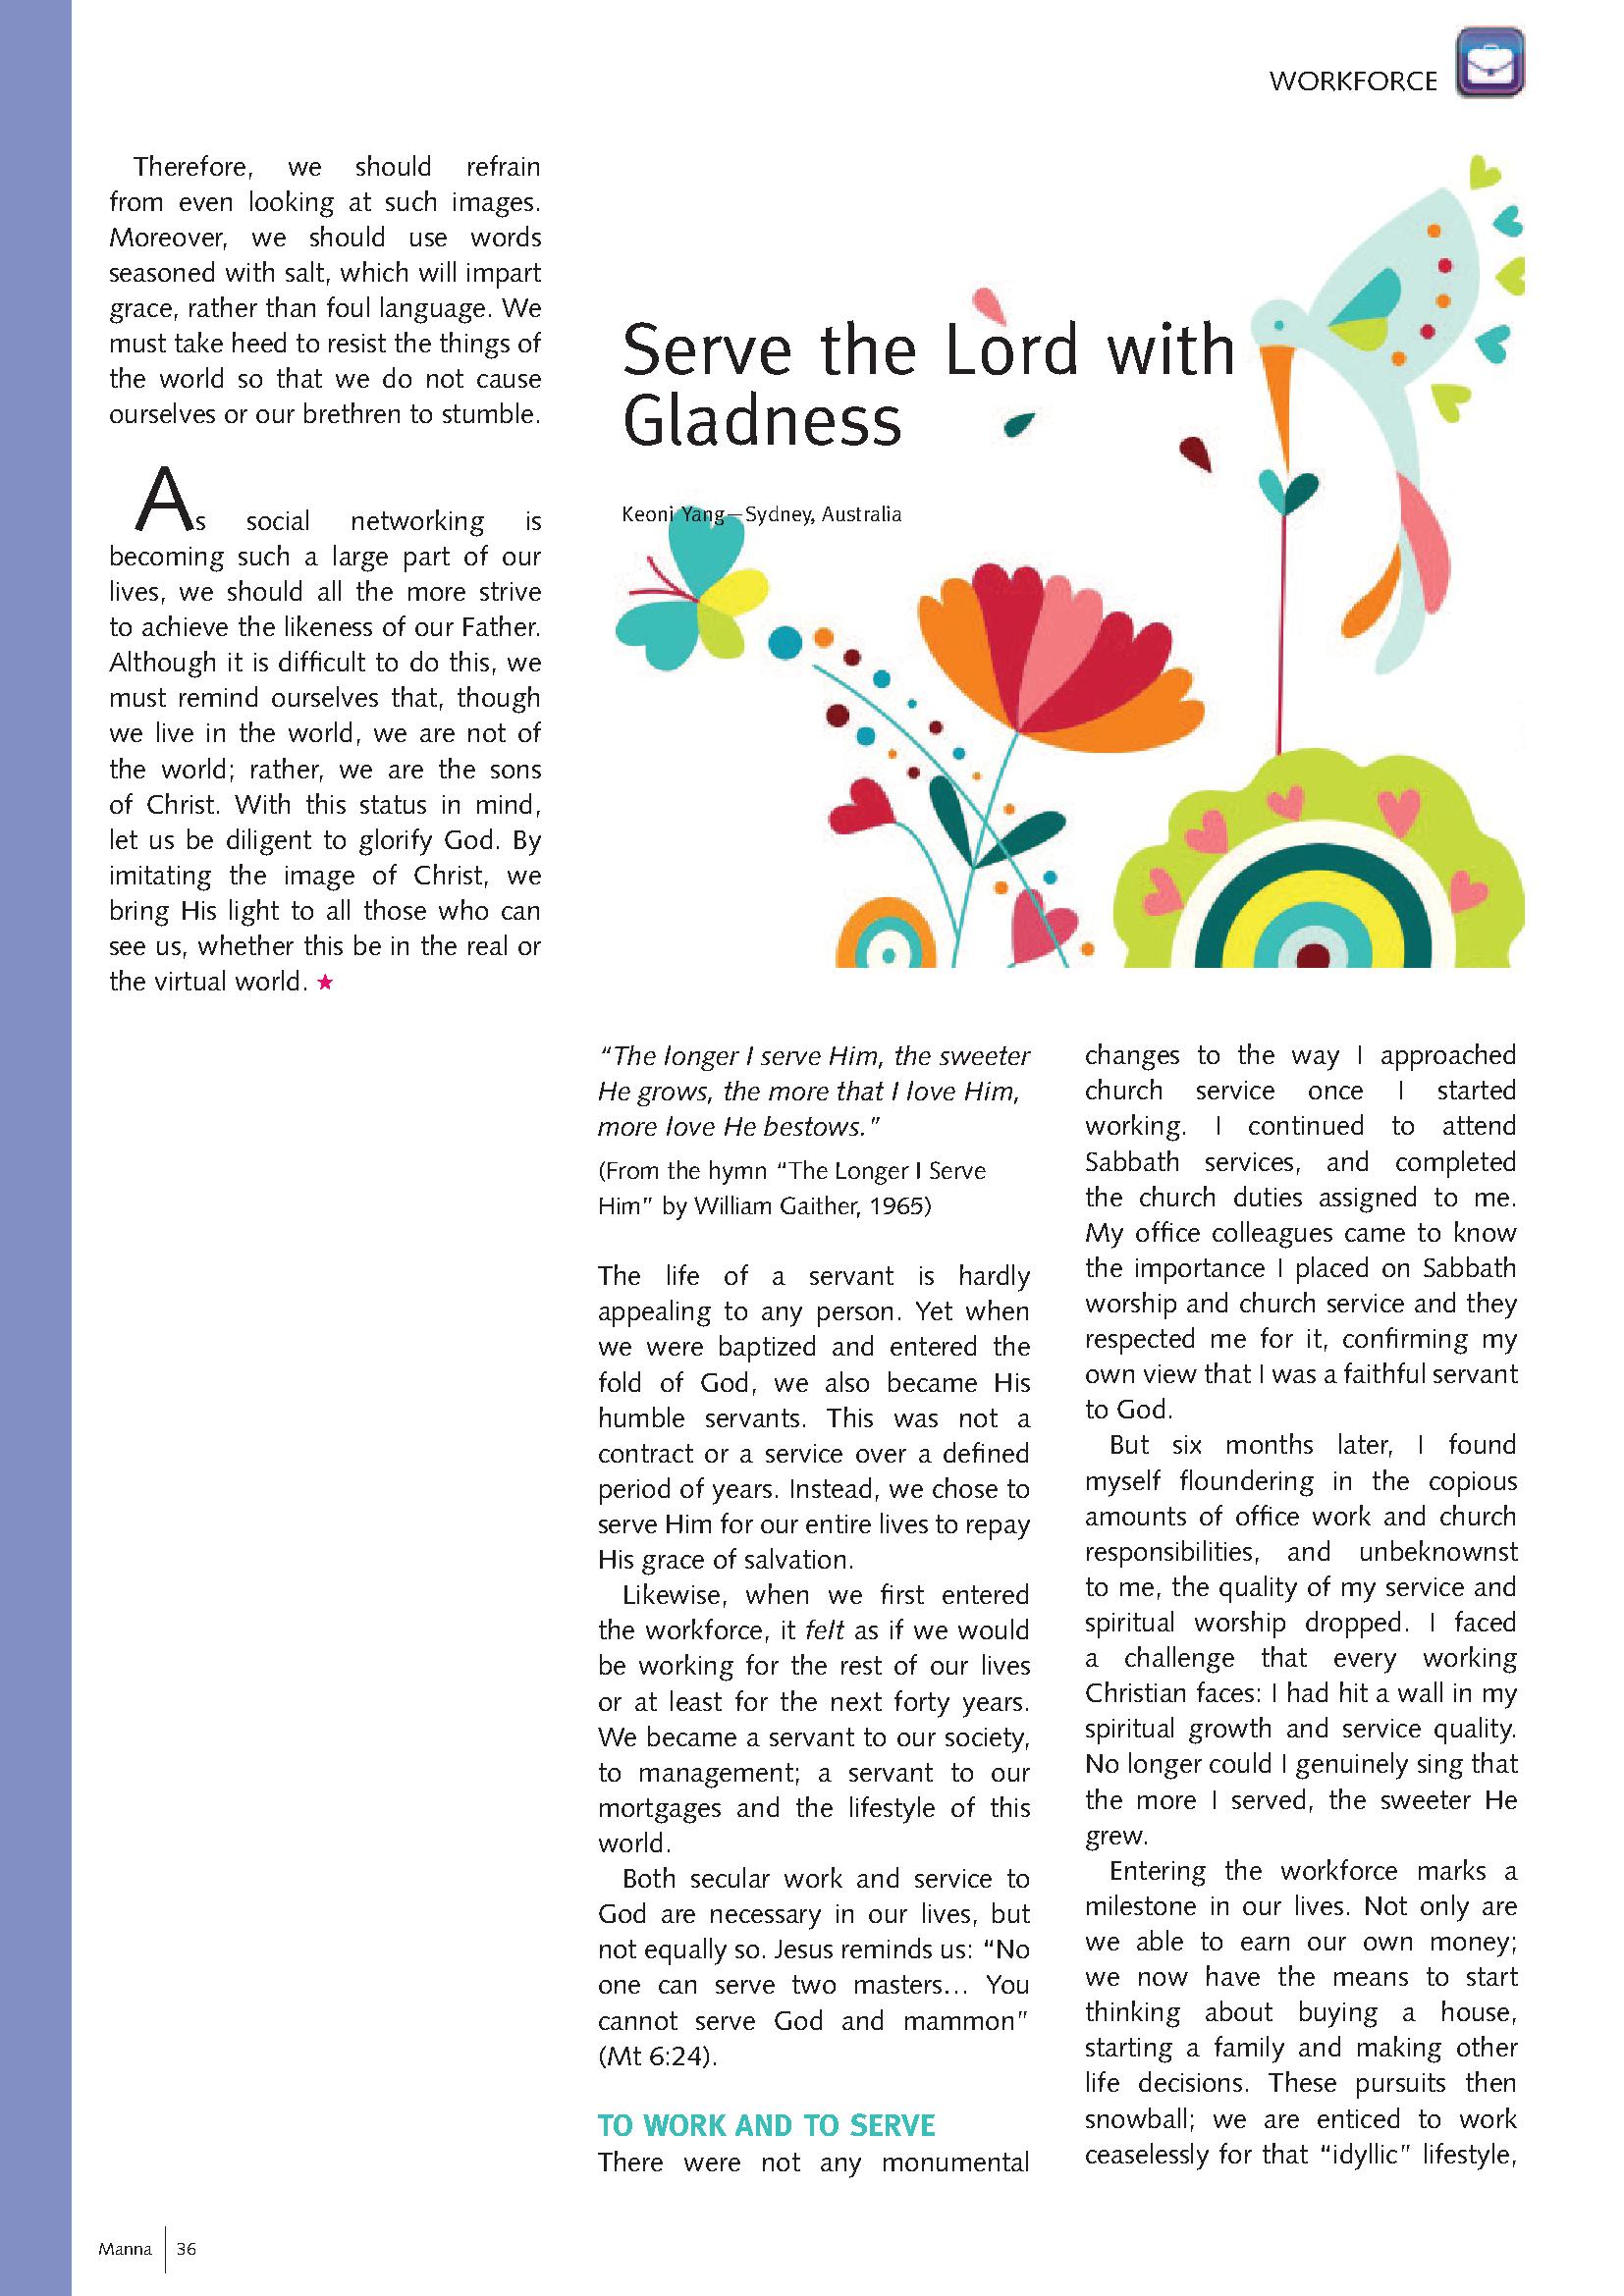 WORKFORCE
Therefore, we should refrain
from even looking at such images.
Moreover, we should use words
seasoned with salt, which will impart
grace, rather than foul language. We
must take heed to resist the things of
the world so that we do not cause
ourselves or our brethren to stumble.
As social networking is
becoming such a large part of our
lives, we should all the more strive
to achieve the likeness of our Father.
Although it is difficult to do this, we
must remind ourselves that, though
we live in the world, we are not of
the world; rather, we are the sons
of Christ. With this status in mind,
let us be diligent to glorify God. By
imitating the image of Christ, we
bring His light to all those who can
see us, whether this be in the real or
the virtual world. ★
Serve the Lord with
Gladness
Keoni Yang—Sydney, Australia
“The longer I serve Him, the sweeter
He grows, the more that I love Him,
more love He bestows.”
(From the hymn “The Longer I Serve
Him” by William Gaither, 1965)
The life of a servant is hardly
appealing to any person. Yet when
we were baptized and entered the
fold of God, we also became His
humble servants. This was not a
contract or a service over a defined
period of years. Instead, we chose to
serve Him for our entire lives to repay
His grace of salvation.
Likewise, when we first entered
the workforce, it felt as if we would
be working for the rest of our lives
or at least for the next forty years.
We became a servant to our society,
to management; a servant to our
mortgages and the lifestyle of this
world.
Both secular work and service to
God are necessary in our lives, but
not equally so. Jesus reminds us: “No
one can serve two masters… You
cannot serve God and mammon”
(Mt 6:24).
TO WORK AND TO SERVE
There were not any monumental
changes to the way I approached
church service once I started
working. I continued to attend
Sabbath services, and completed
the church duties assigned to me.
My office colleagues came to know
the importance I placed on Sabbath
worship and church service and they
respected me for it, confirming my
own view that I was a faithful servant
to God.
But six months later, I found
myself floundering in the copious
amounts of office work and church
responsibilities, and unbeknownst
to me, the quality of my service and
spiritual worship dropped. I faced
a challenge that every working
Christian faces: I had hit a wall in my
spiritual growth and service quality.
No longer could I genuinely sing that
the more I served, the sweeter He
grew.
Entering the workforce marks a
milestone in our lives. Not only are
we able to earn our own money;
we now have the means to start
thinking about buying a house,
starting a family and making other
life decisions. These pursuits then
snowball; we are enticed to work
ceaselessly for that “idyllic” lifestyle,
Manna 36